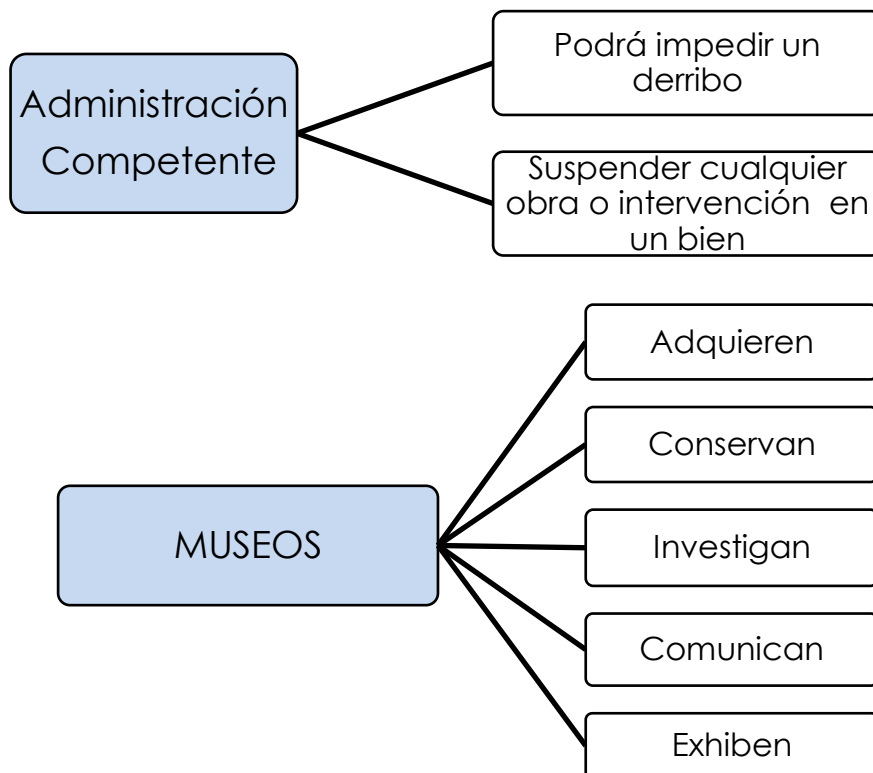 Administración
Competente
Podrá impedir un
derribo
Suspender cualquier
obra o intervención en
un bien
MUSEOS
Adquieren
Conservan
Investigan
Comunican
Exhiben